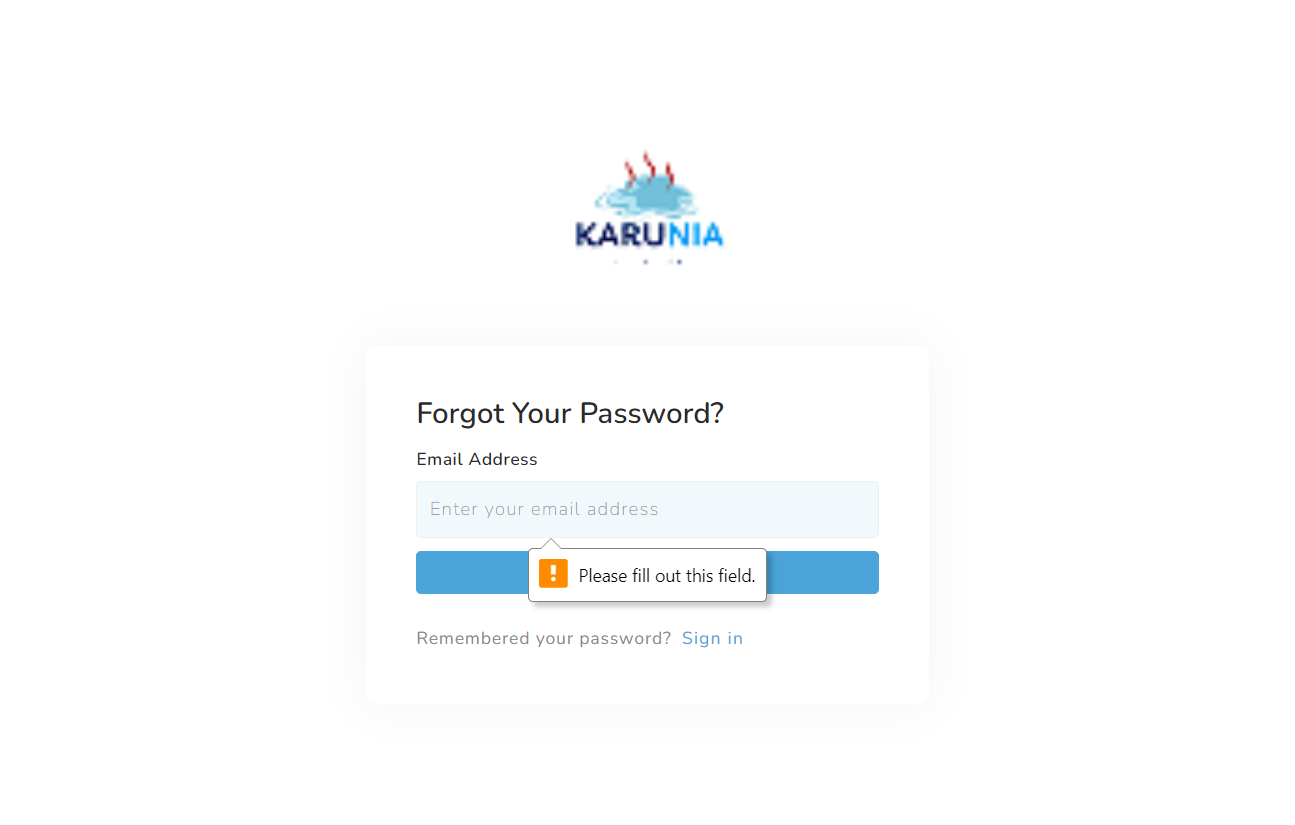 KARUNIA
Forgot Your Password?
Email Address
Enter your email address
Please fill out this field.
Remembered your password? Sign in